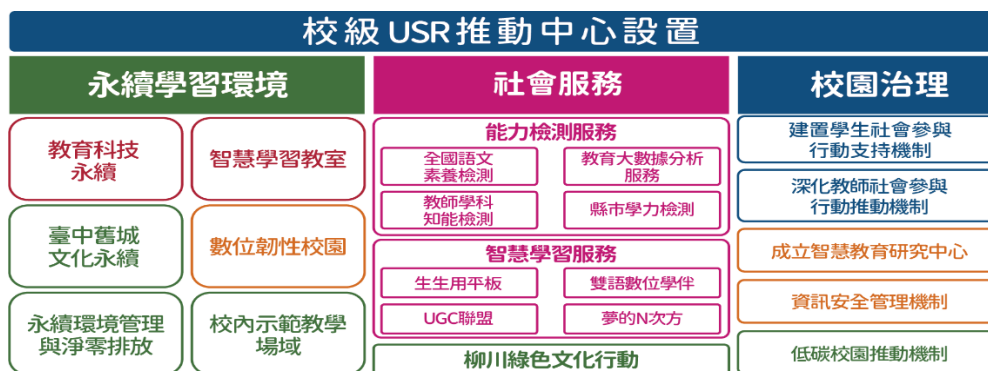 校級USR推動中心設置
永續學習環境
教育科技
永續
智慧學習教室
臺中舊城
文化永續
數位韌性校園
永續環境管理
與淨零排放
校內示範教學
場域
社會服務
能力檢測服務
全國語文
素養檢測
教育大數據分析
服務
教師學科
知能檢測
縣市學力檢測
智慧學習服務
生生用平板
雙語數位學伴
UGC聯盟
夢的N次方
柳川綠色文化行動
校園治理
建置學生社會參與
行動支持機制
深化教師社會參與
行動推動機制
成立智慧教育研究中心
資訊安全管理機制
低碳校園推動機制